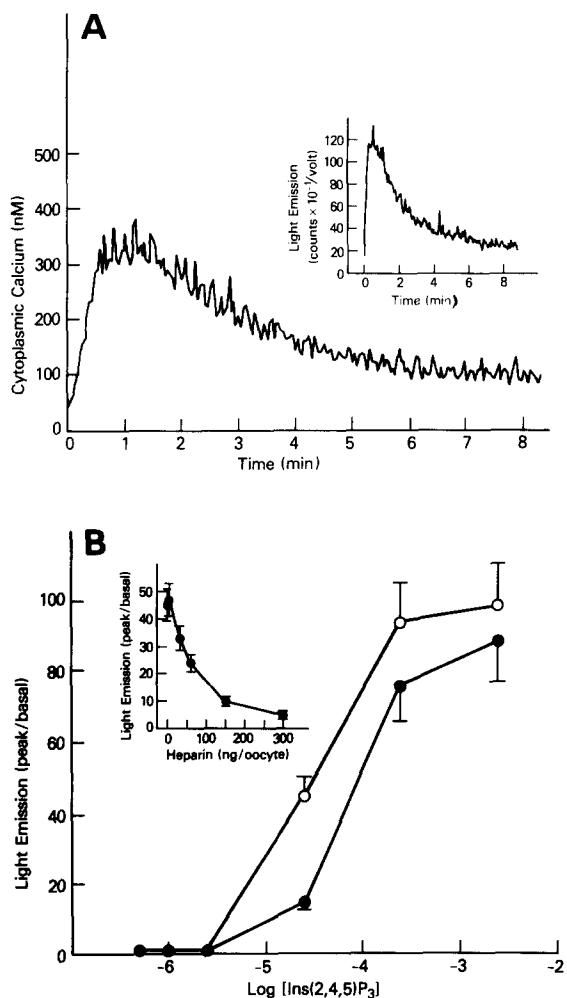 A
Cytoplasmic Calcium (nM)
500
400
300
200
100
0
0 1 2 3 4 5 6 7 8
Time (min)
Light Emission
(counts × 10⁻¹/volt)
120
100
80
60
40
20
0
0 2 4 6 8
Time (min)
B
Light Emission (peak/basal)
100
80
60
40
20
0
-6 -5 -4 -3 -2
Log [Ins(2,4,5)P₃]
Light Emission (peak/basal)
50
40
30
20
10
0
0 100 200 300
Heparin (ng/oocyte)